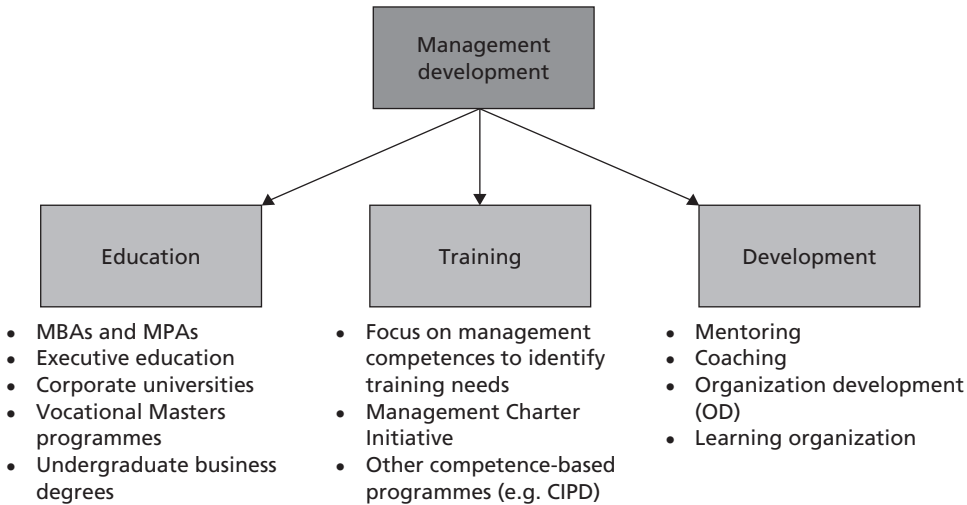 Management
development
Education
Training
Development
• MBAs and MPAs
• Executive education
• Corporate universities
• Vocational Masters
programmes
• Undergraduate business
degrees
• Focus on management
competences to identify
training needs
• Management Charter
Initiative
• Other competence-based
programmes (e.g. CIPD)
• Mentoring
• Coaching
• Organization development
(OD)
• Learning organization